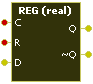 REG (real)
C Q
R
D ~Q